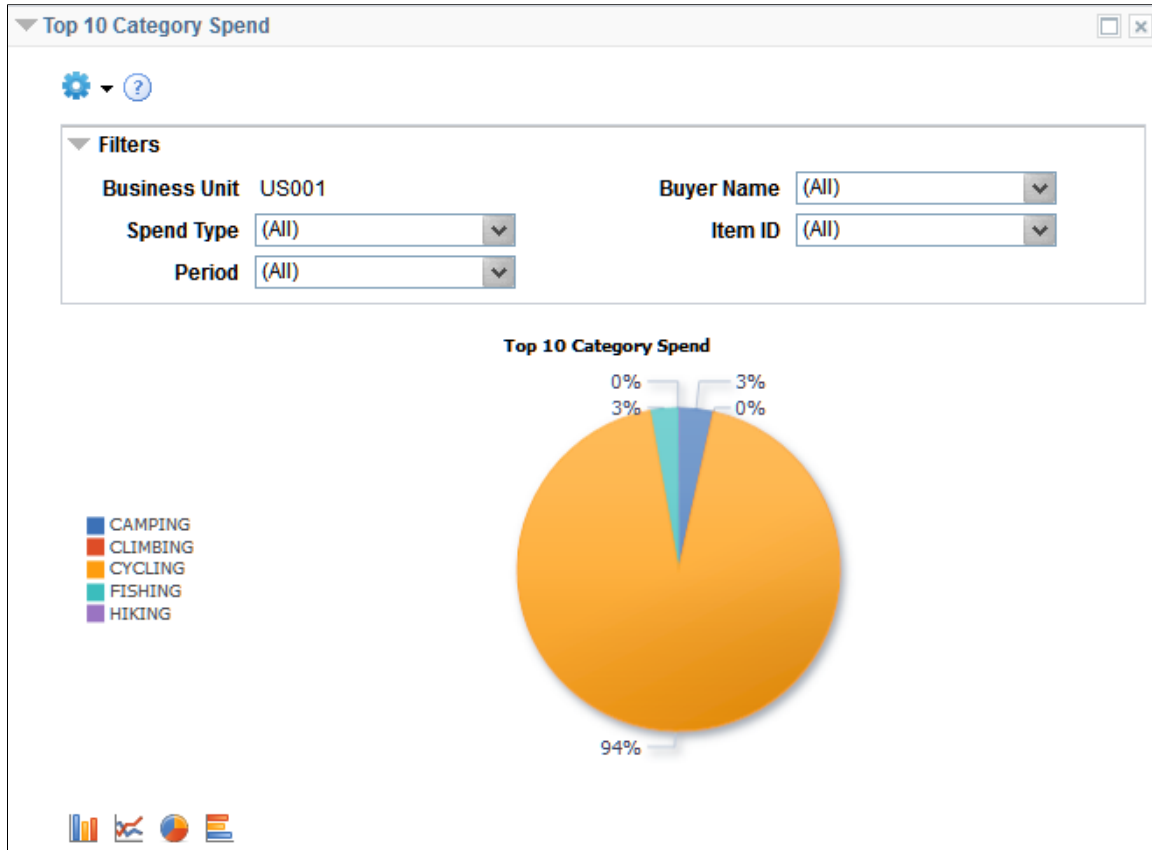 Top 10 Category Spend
?
Filters
Business Unit US001
Buyer Name (All)
Spend Type (All)
Item ID (All)
Period (All)
Top 10 Category Spend
0%
3%
3%
0%
CAMPING
CLIMBING
CYCLING
FISHING
HIKING
94%